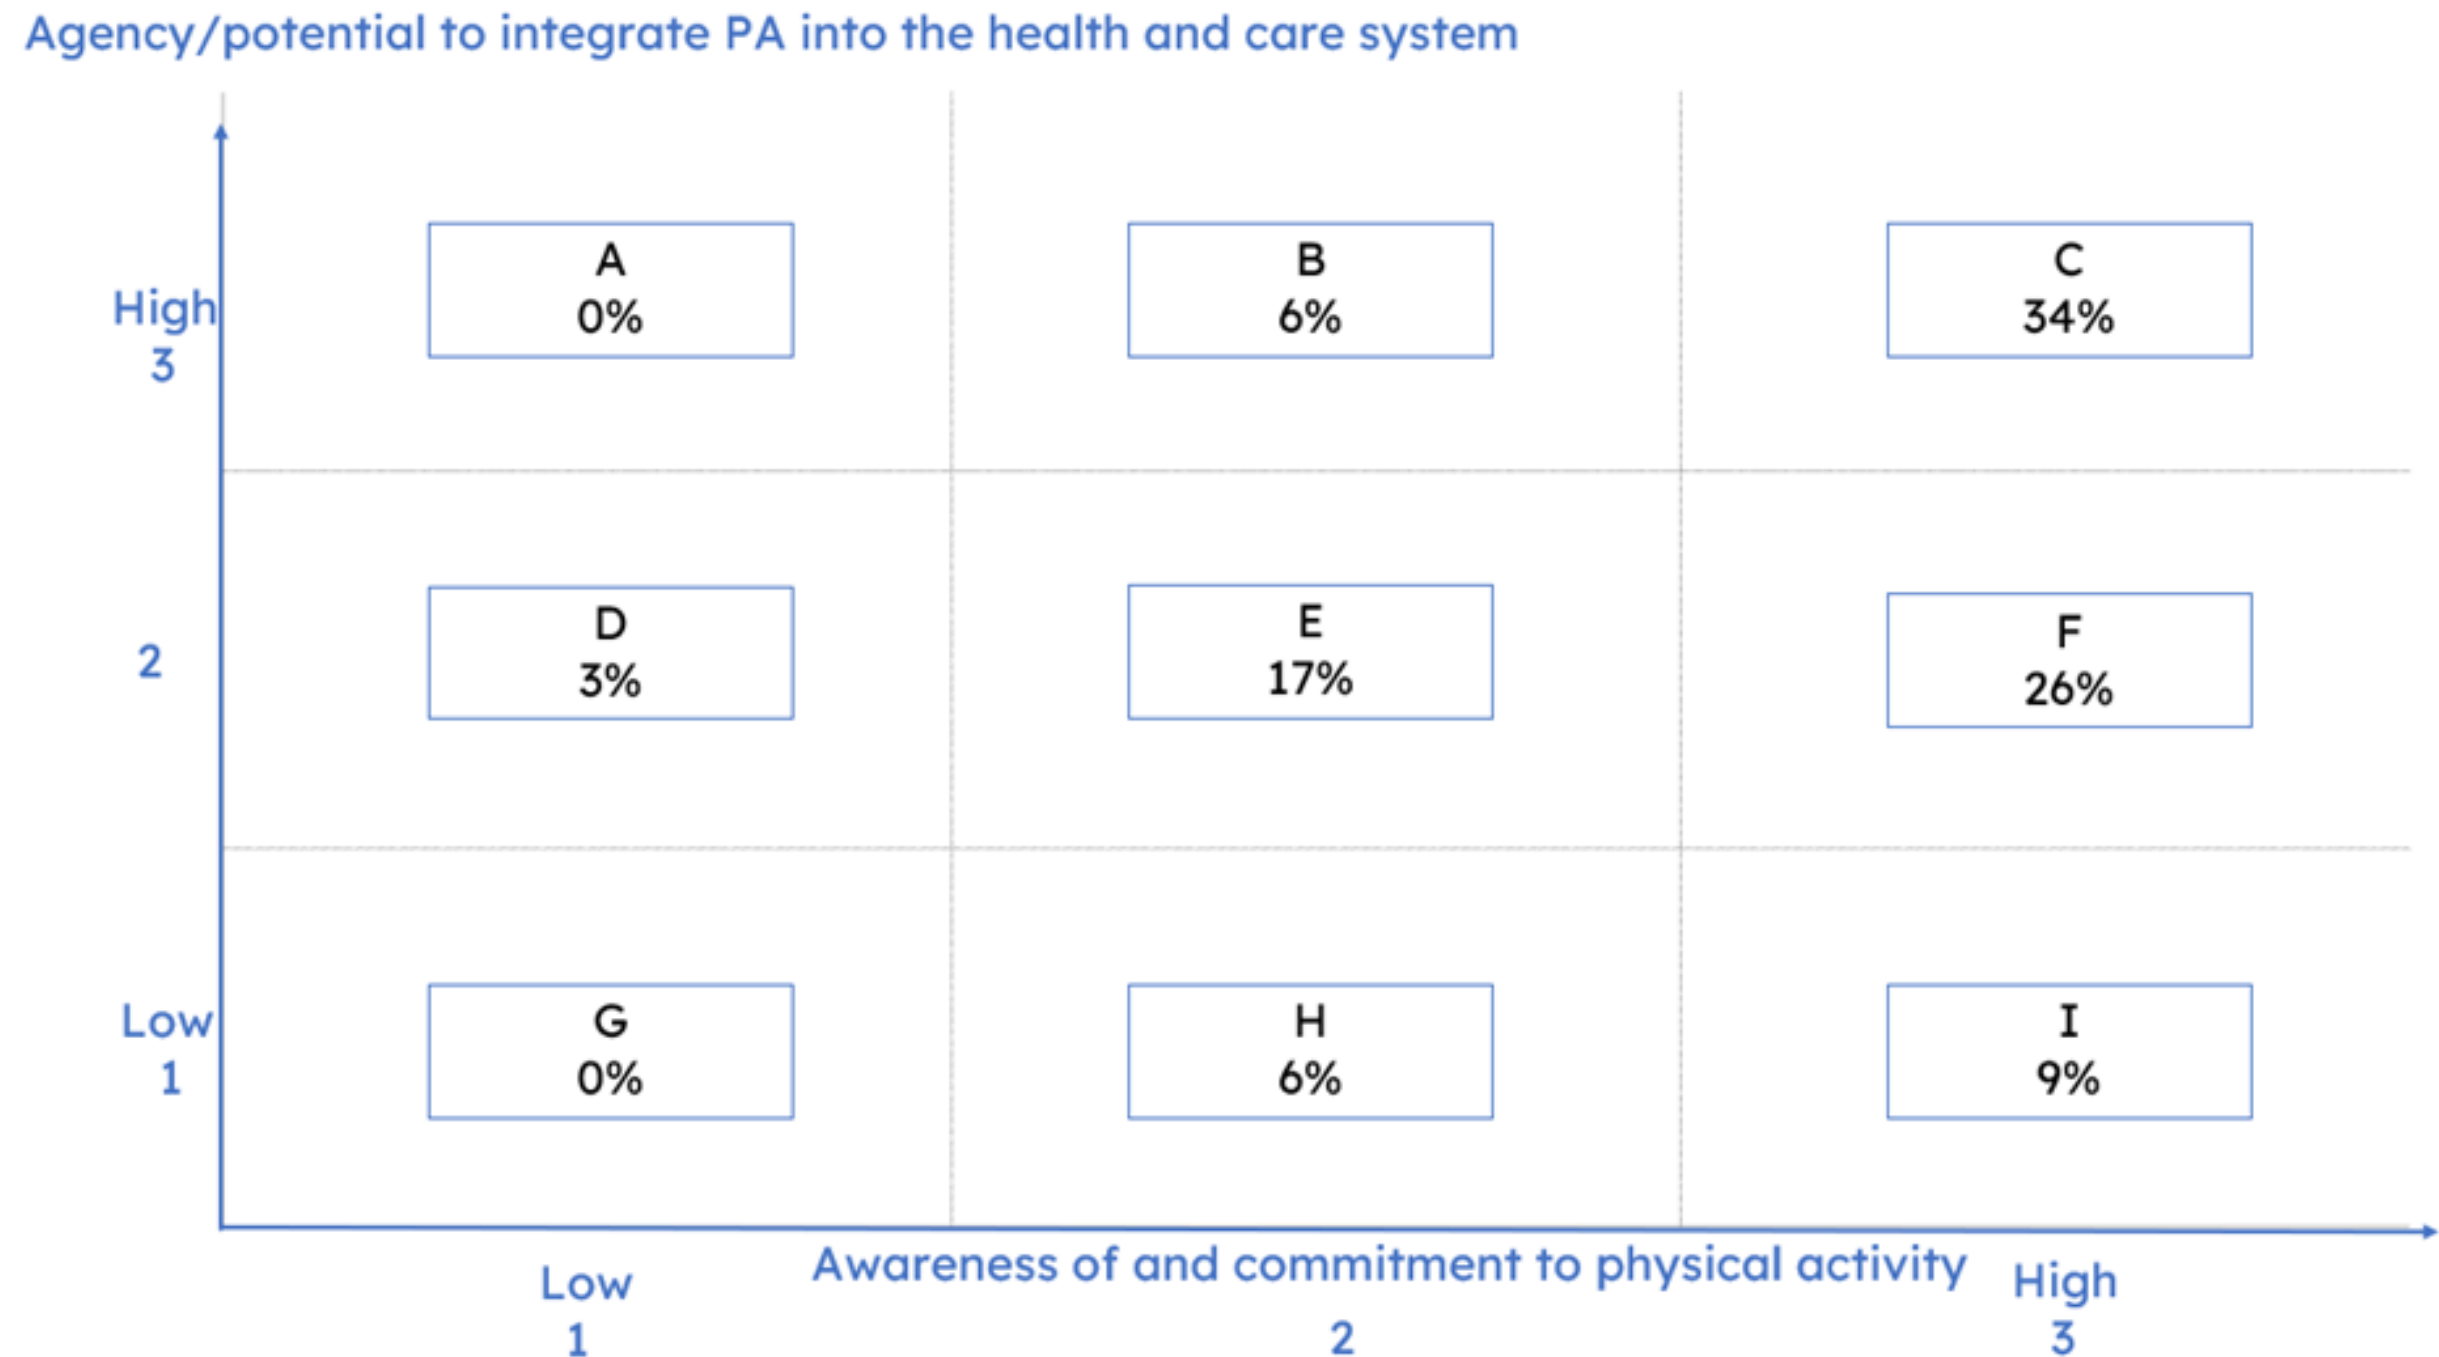 Agency/potential to integrate PA into the health and care system
A
0%
B
6%
C
34%
High
3
D
3%
E
17%
F
26%
2
G
0%
H
6%
I
9%
Low
1
Awareness of and commitment to physical activity
Low
1
2
High
3